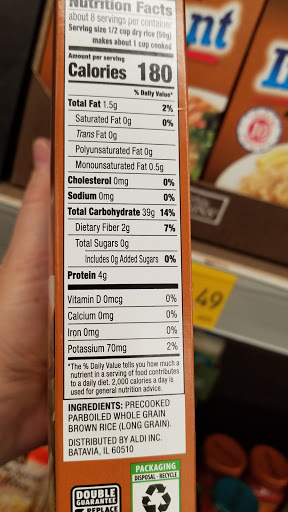 Nutrition Facts
about 8 servings per container
Serving size 1/2 cup dry rice (50g)
makes about 1 cup cooked
Amount per serving
Calories 180
% Daily Value*
Total Fat 1.5g 2%
Saturated Fat 0g 0%
Trans Fat 0g
Polyunsaturated Fat 0g
Monounsaturated Fat 0.5g
Cholesterol 0mg 0%
Sodium 0mg 0%
Total Carbohydrate 39g 14%
Dietary Fiber 2g 7%
Total Sugars 0g
Includes 0g Added Sugars 0%
Protein 4g
Vitamin D 0mcg 0%
Calcium 0mg 0%
Iron 0mg 0%
Potassium 70mg 2%
*The % Daily Value tells you how much a
nutrient in a serving of food contributes
to a daily diet. 2,000 calories a day is
used for general nutrition advice.
INGREDIENTS: PRECOOKED
PARBOILED WHOLE GRAIN
BROWN RICE (LONG GRAIN).
DISTRIBUTED BY ALDI INC.
BATAVIA, IL 60510
PACKAGING
DISPOSAL · RECYCLE
DOUBLE
GUARANTEE
REPLACE
nt
10
49